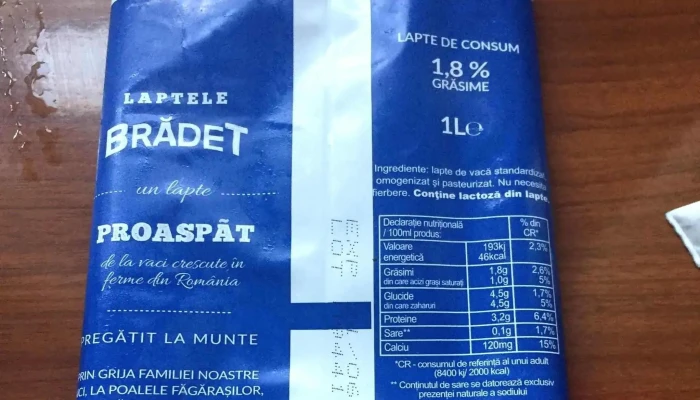 LAPTELE
BRĂDET
un lapte
PROASPĂT
de la vaci crescute în
ferme din România
PREGĂTIT LA MUNTE
PRIN GRIJA FAMILIEI NOASTRE
LA POALELE FĂGĂRAȘILOR,
EXP
LOT
LAPTE DE CONSUM
1,8 %
GRĂSIME
1L℮
Ingrediente: lapte de vacă standardizat,
omogenizat și pasteurizat. Nu necesită
fierbere. Conține lactoză din lapte.
Declarație nutrițională / 100ml produs: % din CR*
Valoare energetică 193kj 46kcal 2,3%
Grăsimi 1,8g 2,6%
din care acizi grași saturați 1,0g 5%
Glucide 4,5g 1,7%
din care zaharuri 4,5g 5%
Proteine 3,2g 6,4%
Sare** 0,1g 1,7%
Calciu 120mg 15%
*CR - consumul de referință al unui adult
(8400 kj/ 2000 kcal)
** Conținutul de sare se datorează exclusiv
prezenței naturale a sodiului